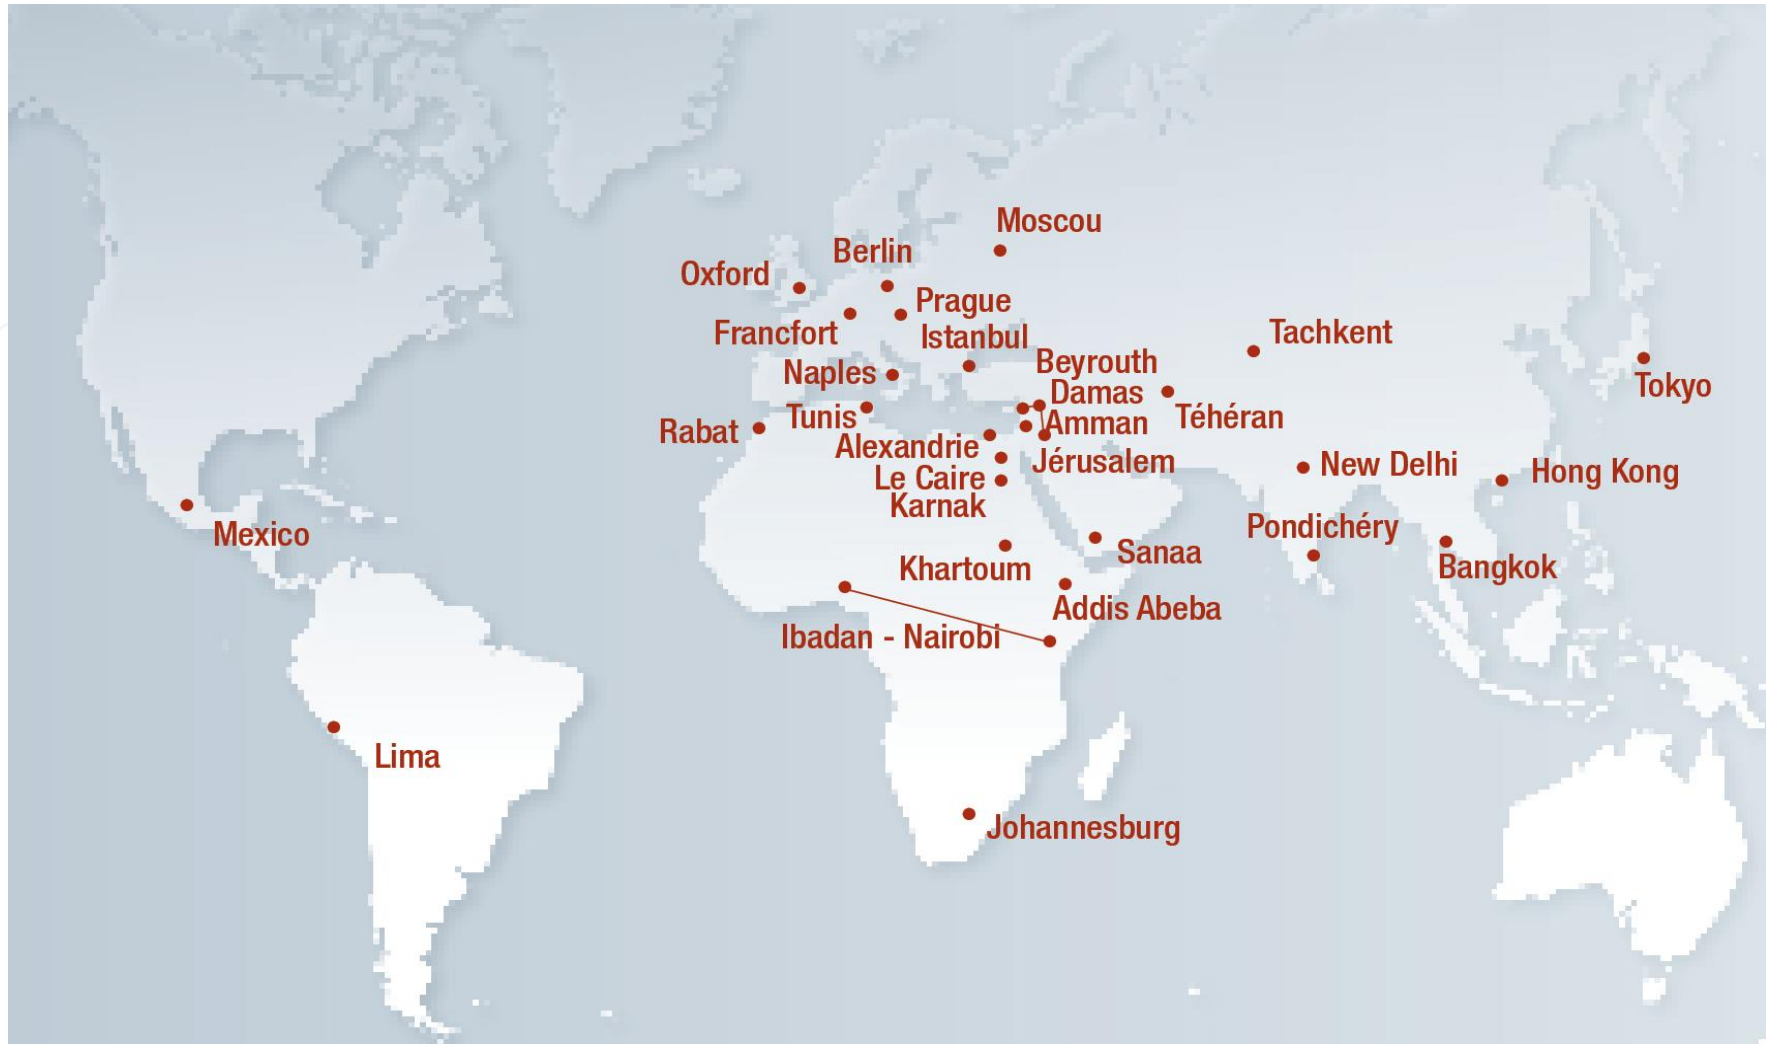 Moscou
Berlin
Oxford
Prague
Francfort
Istanbul
Tachkent
Beyrouth
Naples
Damas
Tokyo
Tunis
Amman
Téhéran
Rabat
Alexandrie
Jérusalem
New Delhi
Hong Kong
Le Caire
Karnak
Mexico
Pondichéry
Sanaa
Khartoum
Bangkok
Addis Abeba
Ibadan - Nairobi
Lima
Johannesburg